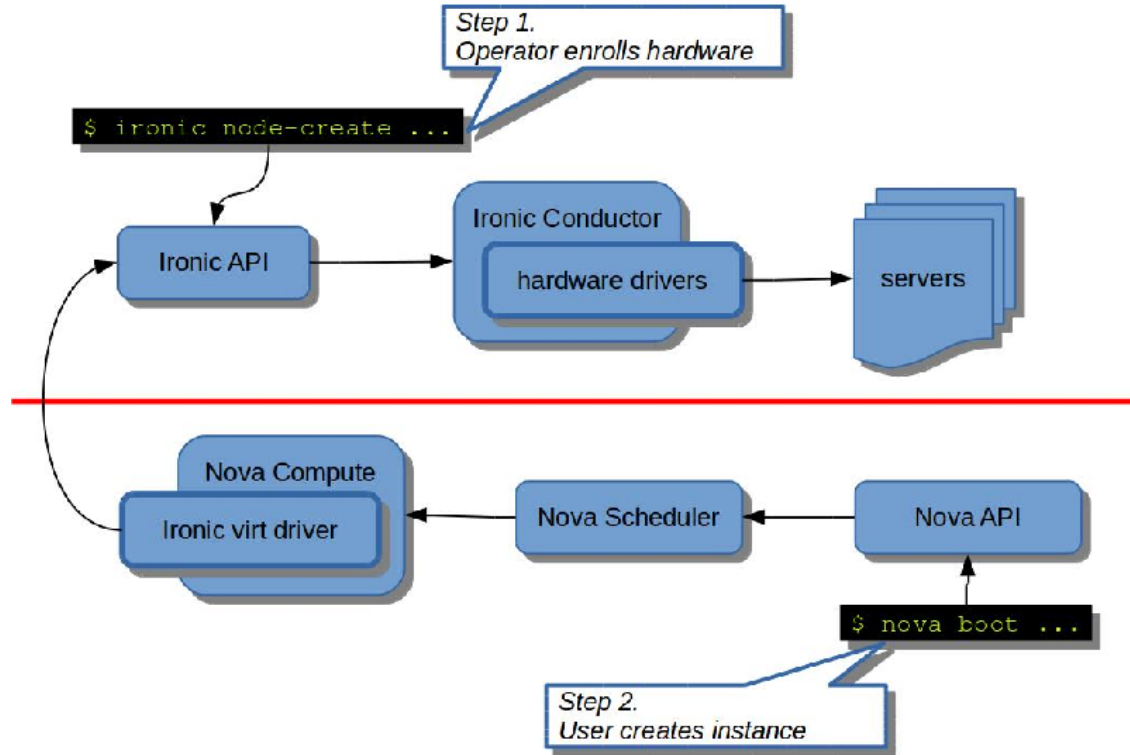 Step 1.
Operator enrolls hardware
$ ironic node-create ...
Ironic API
Ironic Conductor
hardware drivers
servers
Nova Compute
Ironic virt driver
Nova Scheduler
Nova API
$ nova boot ...
Step 2.
User creates instance